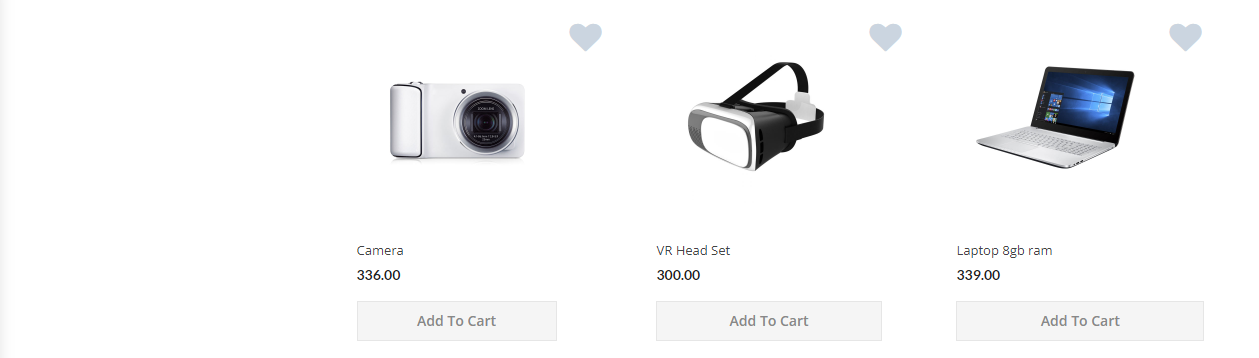 Camera
336.00
Add To Cart
VR Head Set
300.00
Add To Cart
Laptop 8gb ram
339.00
Add To Cart